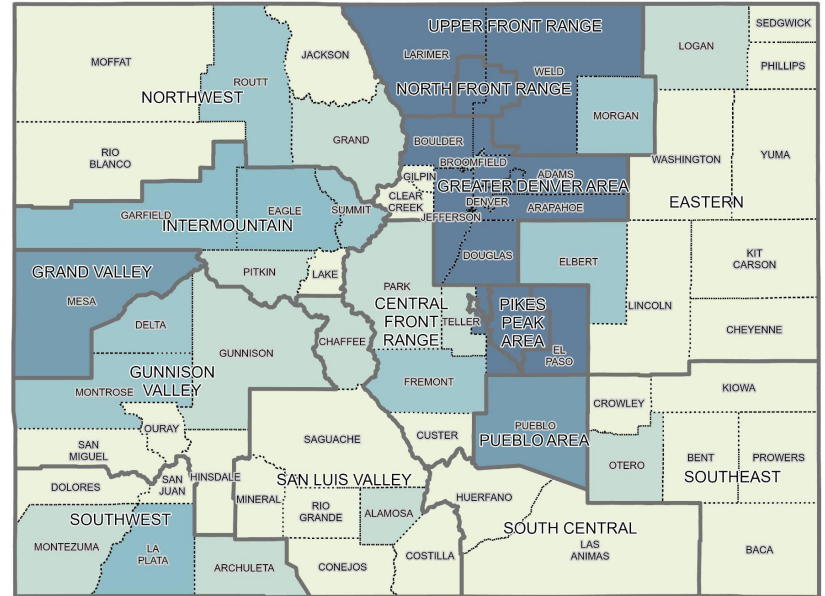 UPPER FRONT RANGE
SEDGWICK
JACKSON
LARIMER
LOGAN
MOFFAT
PHILLIPS
WELD
ROUTT
NORTH FRONT RANGE
NORTHWEST
MORGAN
GRAND
BOULDER
RIO
BLANCO
BROOMFIELD
WASHINGTON
YUMA
GILPIN
ADAMS
GREATER DENVER AREA
CLEAR
CREEK
DENVER
EASTERN
ARAPAHOE
GARFIELD
EAGLE
SUMMIT
JEFFERSON
INTERMOUNTAIN
DOUGLAS
ELBERT
KIT
CARSON
GRAND VALLEY
PITKIN
LAKE
PARK
MESA
CENTRAL
FRONT
RANGE
PIKES
PEAK
AREA
LINCOLN
TELLER
DELTA
CHEYENNE
CHAFFEE
GUNNISON
EL
PASO
GUNNISON
VALLEY
FREMONT
MONTROSE
KIOWA
CROWLEY
OURAY
PUEBLO
PUEBLO AREA
CUSTER
SAGUACHE
SAN
MIGUEL
OTERO
BENT
PROWERS
SOUTHEAST
SAN
JUAN
HINSDALE
SAN LUIS VALLEY
DOLORES
MINERAL
HUERFANO
RIO
GRANDE
ALAMOSA
SOUTHWEST
SOUTH CENTRAL
MONTEZUMA
LA
PLATA
LAS
ANIMAS
BACA
COSTILLA
ARCHULETA
CONEJOS